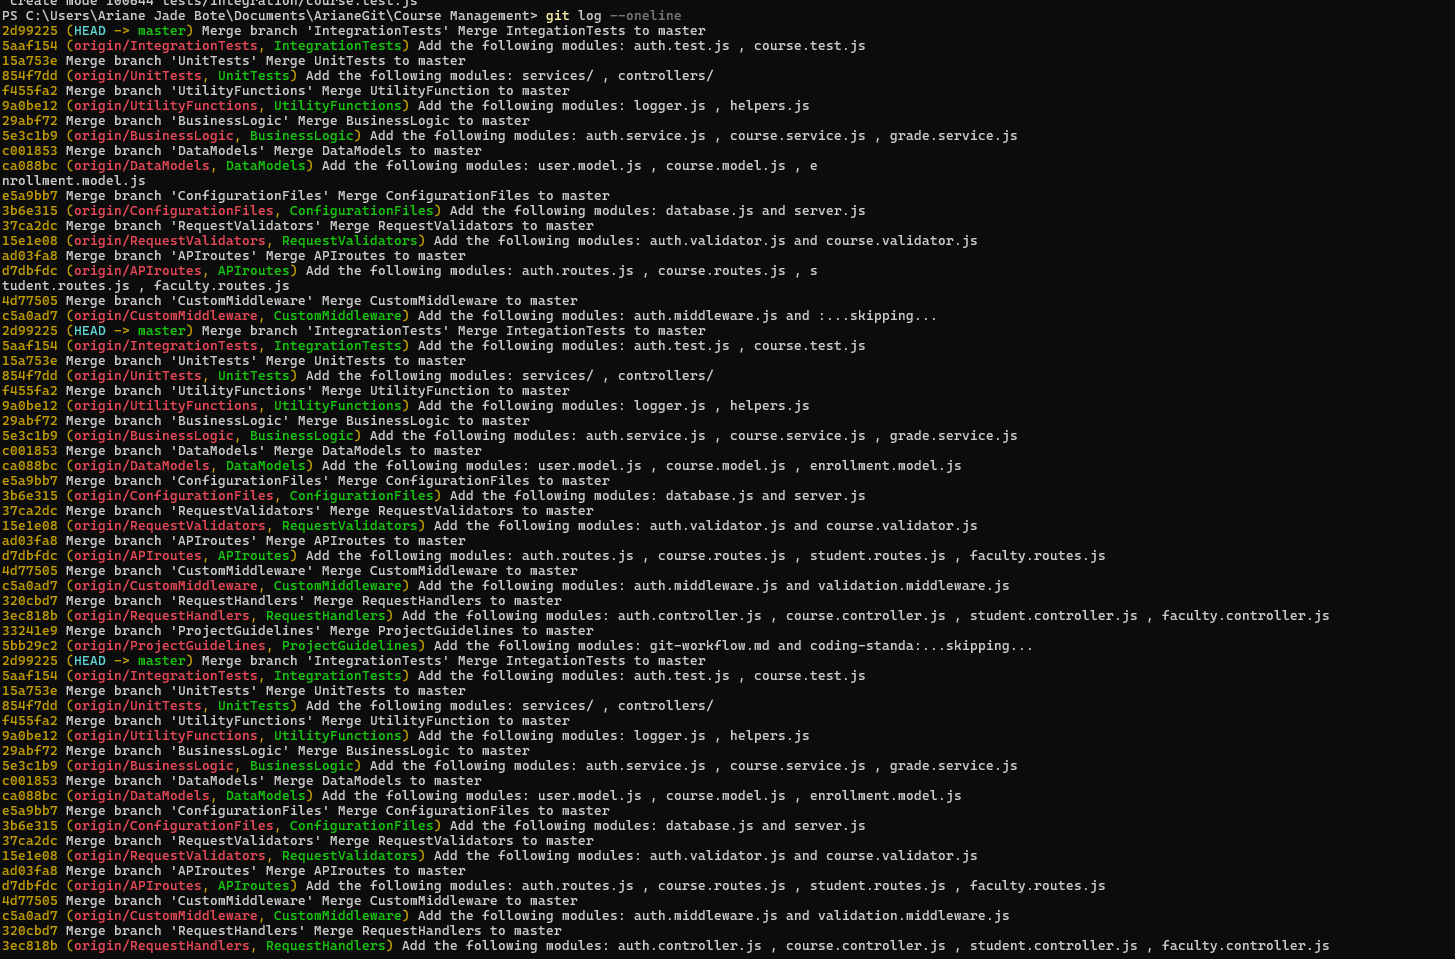 create mode 100644 tests/integration/course.test.js
PS C:\Users\Ariane Jade Bote\Documents\ArianeGit\Course Management> git log --oneline
2d99225 (HEAD -> master) Merge branch 'IntegrationTests' Merge IntegationTests to master
5aaf154 (origin/IntegrationTests, IntegrationTests) Add the following modules: auth.test.js , course.test.js
15a753e Merge branch 'UnitTests' Merge UnitTests to master
854f7dd (origin/UnitTests, UnitTests) Add the following modules: services/ , controllers/
f455fa2 Merge branch 'UtilityFunctions' Merge UtilityFunction to master
9a0be12 (origin/UtilityFunctions, UtilityFunctions) Add the following modules: logger.js , helpers.js
29abf72 Merge branch 'BusinessLogic' Merge BusinessLogic to master
5e3c1b9 (origin/BusinessLogic, BusinessLogic) Add the following modules: auth.service.js , course.service.js , grade.service.js
c001853 Merge branch 'DataModels' Merge DataModels to master
ca088bc (origin/DataModels, DataModels) Add the following modules: user.model.js , course.model.js , e
nrollment.model.js
e5a9bb7 Merge branch 'ConfigurationFiles' Merge ConfigurationFiles to master
3b6e315 (origin/ConfigurationFiles, ConfigurationFiles) Add the following modules: database.js and server.js
37ca2dc Merge branch 'RequestValidators' Merge RequestValidators to master
15e1e08 (origin/RequestValidators, RequestValidators) Add the following modules: auth.validator.js and course.validator.js
ad03fa8 Merge branch 'APIroutes' Merge APIroutes to master
d7dbfdc (origin/APIroutes, APIroutes) Add the following modules: auth.routes.js , course.routes.js , s
tudent.routes.js , faculty.routes.js
4d77505 Merge branch 'CustomMiddleware' Merge CustomMiddleware to master
c5a0ad7 (origin/CustomMiddleware, CustomMiddleware) Add the following modules: auth.middleware.js and :...skipping...
2d99225 (HEAD -> master) Merge branch 'IntegrationTests' Merge IntegationTests to master
5aaf154 (origin/IntegrationTests, IntegrationTests) Add the following modules: auth.test.js , course.test.js
15a753e Merge branch 'UnitTests' Merge UnitTests to master
854f7dd (origin/UnitTests, UnitTests) Add the following modules: services/ , controllers/
f455fa2 Merge branch 'UtilityFunctions' Merge UtilityFunction to master
9a0be12 (origin/UtilityFunctions, UtilityFunctions) Add the following modules: logger.js , helpers.js
29abf72 Merge branch 'BusinessLogic' Merge BusinessLogic to master
5e3c1b9 (origin/BusinessLogic, BusinessLogic) Add the following modules: auth.service.js , course.service.js , grade.service.js
c001853 Merge branch 'DataModels' Merge DataModels to master
ca088bc (origin/DataModels, DataModels) Add the following modules: user.model.js , course.model.js , enrollment.model.js
e5a9bb7 Merge branch 'ConfigurationFiles' Merge ConfigurationFiles to master
3b6e315 (origin/ConfigurationFiles, ConfigurationFiles) Add the following modules: database.js and server.js
37ca2dc Merge branch 'RequestValidators' Merge RequestValidators to master
15e1e08 (origin/RequestValidators, RequestValidators) Add the following modules: auth.validator.js and course.validator.js
ad03fa8 Merge branch 'APIroutes' Merge APIroutes to master
d7dbfdc (origin/APIroutes, APIroutes) Add the following modules: auth.routes.js , course.routes.js , student.routes.js , faculty.routes.js
4d77505 Merge branch 'CustomMiddleware' Merge CustomMiddleware to master
c5a0ad7 (origin/CustomMiddleware, CustomMiddleware) Add the following modules: auth.middleware.js and validation.middleware.js
320cbd7 Merge branch 'RequestHandlers' Merge RequestHandlers to master
3ec818b (origin/RequestHandlers, RequestHandlers) Add the following modules: auth.controller.js , course.controller.js , student.controller.js , faculty.controller.js
33241e9 Merge branch 'ProjectGuidelines' Merge ProjectGuidelines to master
5bb29c2 (origin/ProjectGuidelines, ProjectGuidelines) Add the following modules: git-workflow.md and coding-standa:...skipping...
2d99225 (HEAD -> master) Merge branch 'IntegrationTests' Merge IntegationTests to master
5aaf154 (origin/IntegrationTests, IntegrationTests) Add the following modules: auth.test.js , course.test.js
15a753e Merge branch 'UnitTests' Merge UnitTests to master
854f7dd (origin/UnitTests, UnitTests) Add the following modules: services/ , controllers/
f455fa2 Merge branch 'UtilityFunctions' Merge UtilityFunction to master
9a0be12 (origin/UtilityFunctions, UtilityFunctions) Add the following modules: logger.js , helpers.js
29abf72 Merge branch 'BusinessLogic' Merge BusinessLogic to master
5e3c1b9 (origin/BusinessLogic, BusinessLogic) Add the following modules: auth.service.js , course.service.js , grade.service.js
c001853 Merge branch 'DataModels' Merge DataModels to master
ca088bc (origin/DataModels, DataModels) Add the following modules: user.model.js , course.model.js , enrollment.model.js
e5a9bb7 Merge branch 'ConfigurationFiles' Merge ConfigurationFiles to master
3b6e315 (origin/ConfigurationFiles, ConfigurationFiles) Add the following modules: database.js and server.js
37ca2dc Merge branch 'RequestValidators' Merge RequestValidators to master
15e1e08 (origin/RequestValidators, RequestValidators) Add the following modules: auth.validator.js and course.validator.js
ad03fa8 Merge branch 'APIroutes' Merge APIroutes to master
d7dbfdc (origin/APIroutes, APIroutes) Add the following modules: auth.routes.js , course.routes.js , student.routes.js , faculty.routes.js
4d77505 Merge branch 'CustomMiddleware' Merge CustomMiddleware to master
c5a0ad7 (origin/CustomMiddleware, CustomMiddleware) Add the following modules: auth.middleware.js and validation.middleware.js
320cbd7 Merge branch 'RequestHandlers' Merge RequestHandlers to master
3ec818b (origin/RequestHandlers, RequestHandlers) Add the following modules: auth.controller.js , course.controller.js , student.controller.js , faculty.controller.js